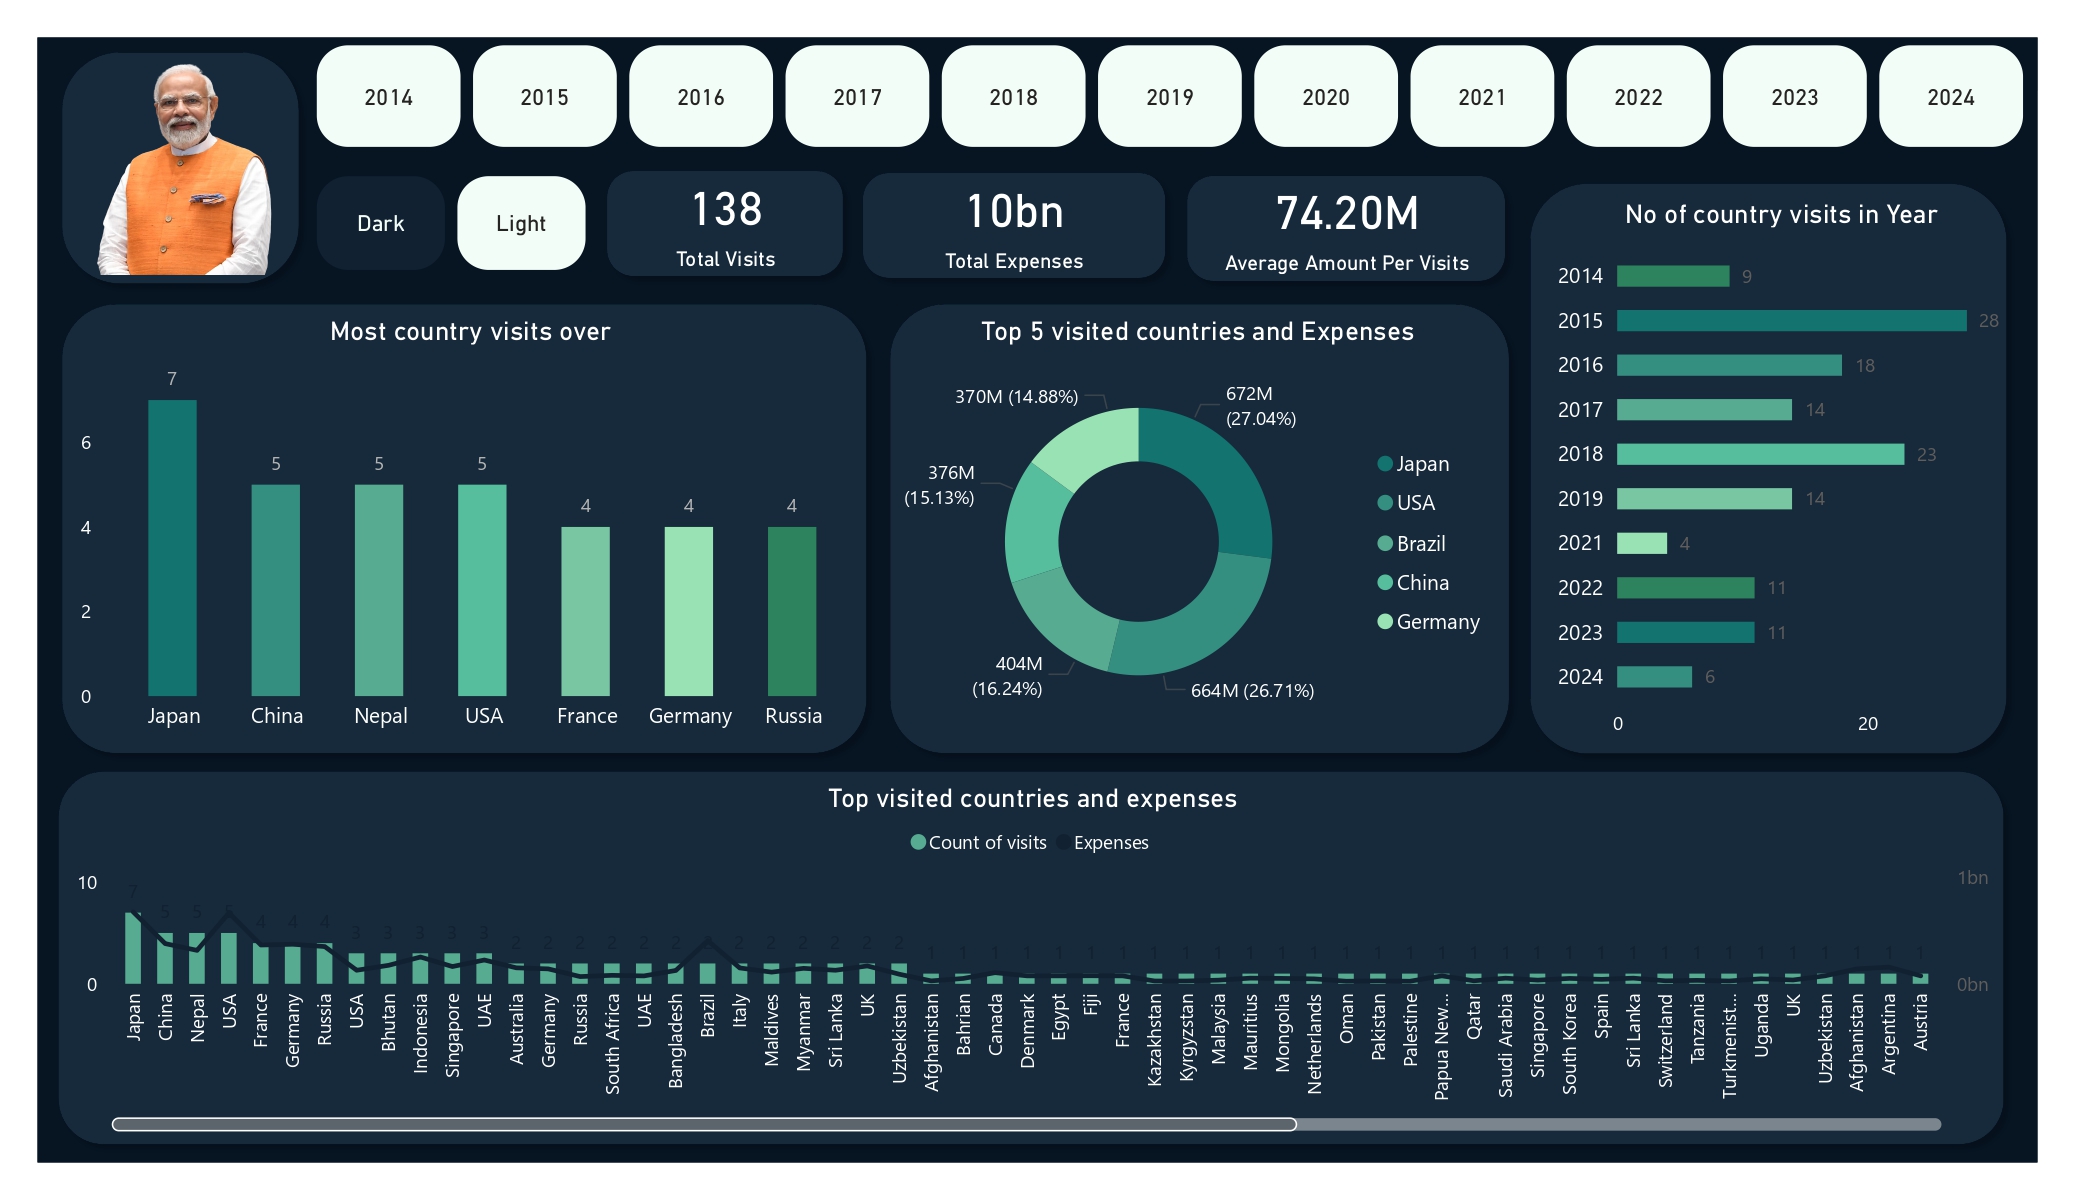 2014
2015
2016
2017
2018
2019
2020
2021
2022
2023
2024
Dark
Light
138
Total Visits
10bn
Total Expenses
74.20M
Average Amount Per Visits
Most country visits over
6
4
2
0
7
5
5
5
4
4
4
Japan
China
Nepal
USA
France
Germany
Russia
Top 5 visited countries and Expenses
370M (14.88%)
672M
(27.04%)
376M
(15.13%)
404M
(16.24%)
664M (26.71%)
Japan
USA
Brazil
China
Germany
No of country visits in Year
2014 9
2015 28
2016 18
2017 14
2018 23
2019 14
2021 4
2022 11
2023 11
2024 6
0 20
Top visited countries and expenses
Count of visits Expenses
10
0
1bn
0bn
7 5 5 5 4 4 4 3 3 3 3 3 2 2 2 2 2 2 2 2 2 2 2 2 1 1 1 1 1 1 1 1 1 1 1 1 1 1 1 1 1 1 1 1 1 1 1 1 1 1 1 1 1 1 1
Japan
China
Nepal
USA
France
Germany
Russia
USA
Bhutan
Indonesia
Singapore
UAE
Australia
Germany
Russia
South Africa
UAE
Bangladesh
Brazil
Italy
Maldives
Myanmar
Sri Lanka
UK
Uzbekistan
Afghanistan
Bahrian
Canada
Denmark
Egypt
Fiji
France
Kazakhstan
Kyrgyzstan
Malaysia
Mauritius
Mongolia
Netherlands
Oman
Pakistan
Palestine
Papua New...
Qatar
Saudi Arabia
Singapore
South Korea
Spain
Sri Lanka
Switzerland
Tanzania
Turkmenist...
Uganda
UK
Uzbekistan
Afghanistan
Argentina
Austria